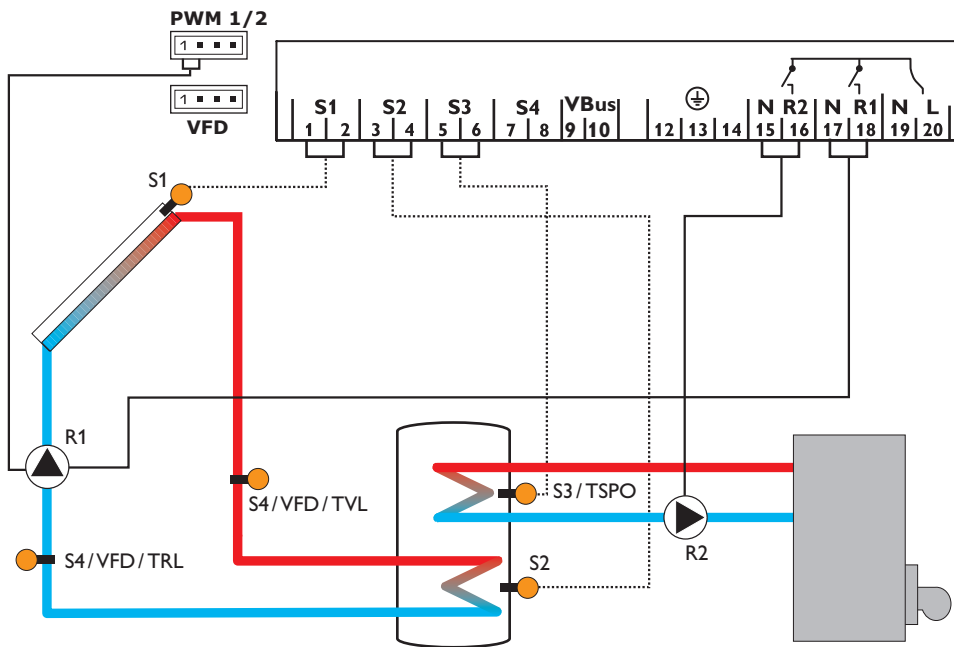 PWM 1/2
1
1
VFD
S1 S2 S3 S4 VBus N R2 N R1 N L
1 2 3 4 5 6 7 8 9 10 12 13 14 15 16 17 18 19 20
S1
R1
S4/VFD/TVL
S3/TSPO
R2
S4/VFD/TRL
S2